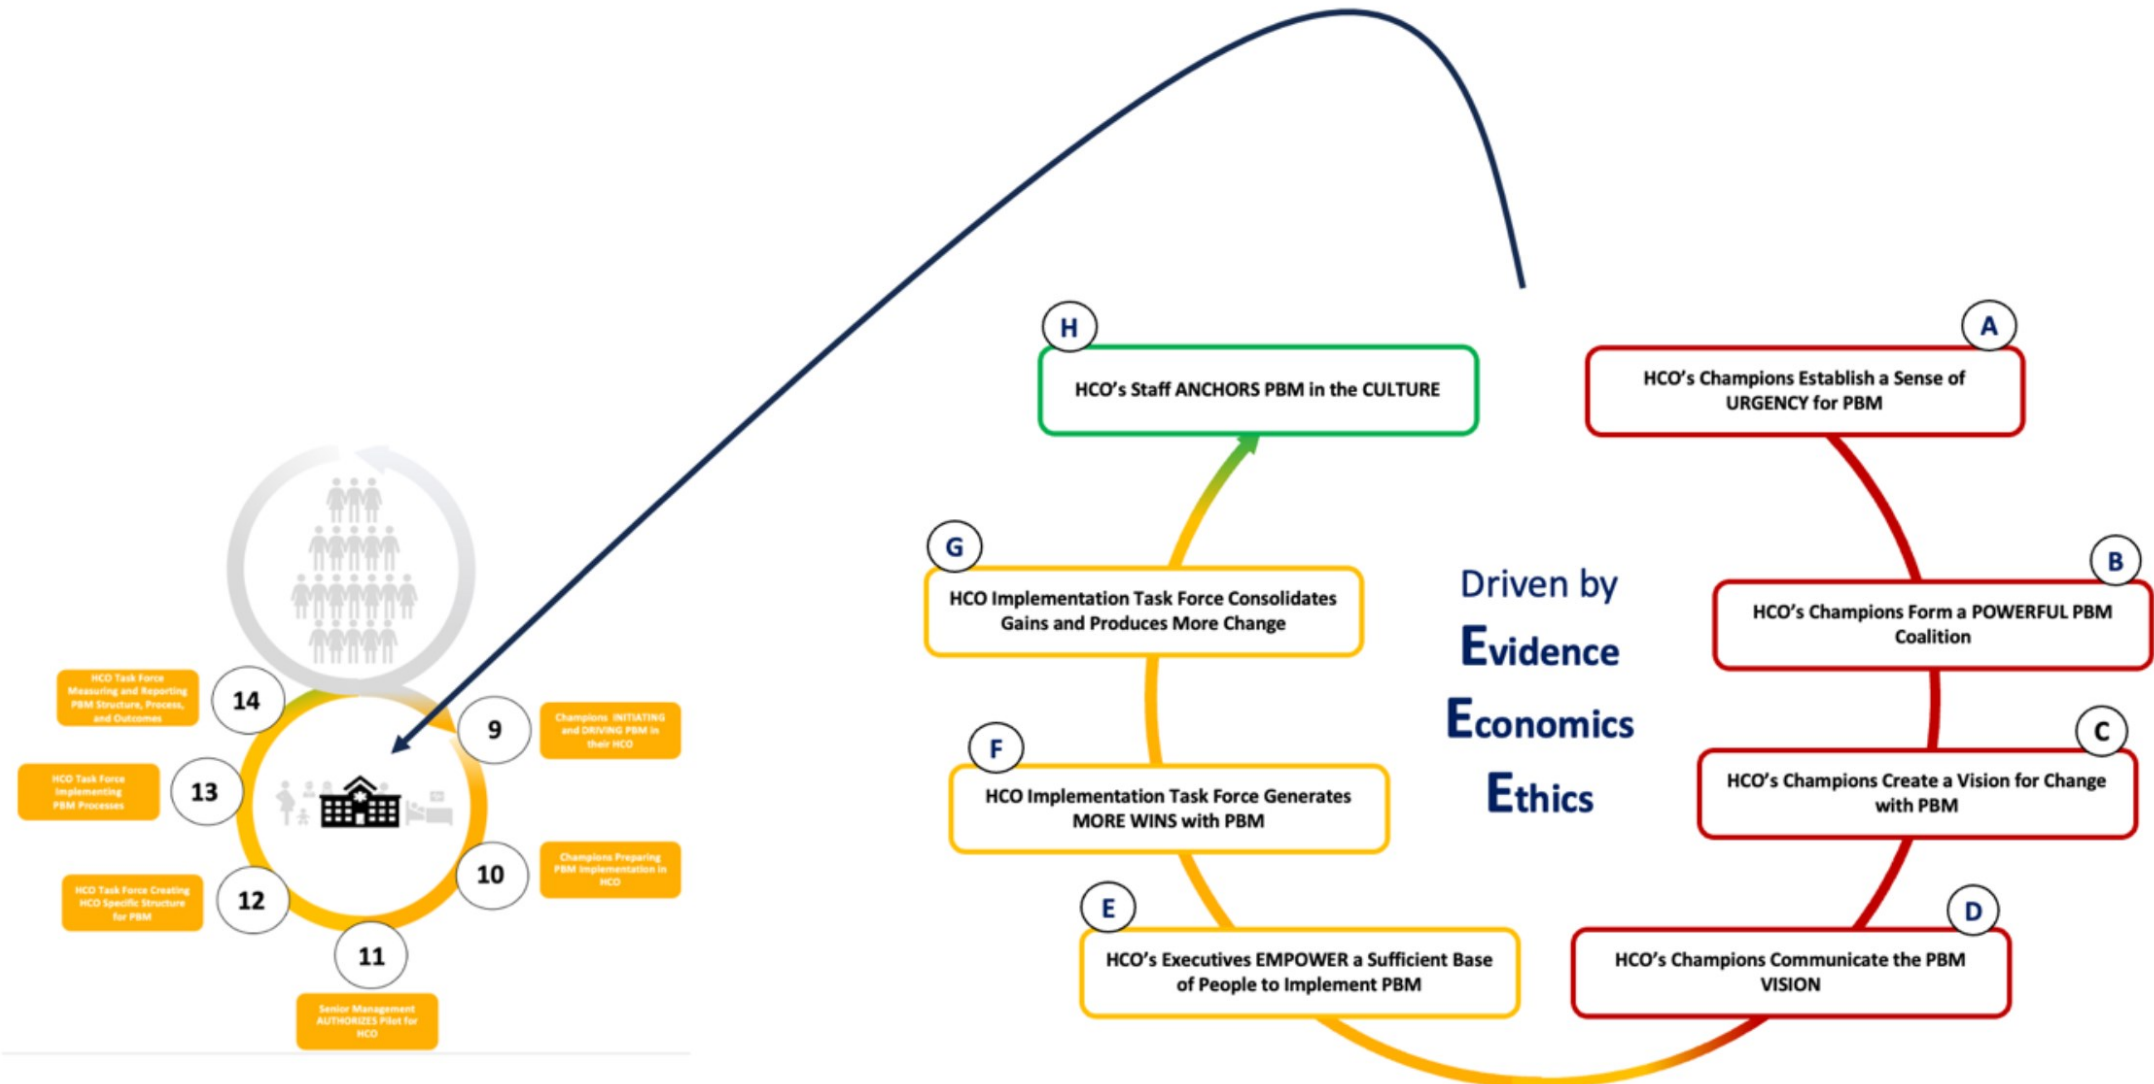 H
HCO's Staff ANCHORS PBM in the CULTURE
A
HCO's Champions Establish a Sense of
URGENCY for PBM
B
HCO's Champions Form a POWERFUL PBM
Coalition
C
HCO's Champions Create a Vision for Change
with PBM
D
HCO's Champions Communicate the PBM
VISION
E
HCO's Executives EMPOWER a Sufficient Base
of People to Implement PBM
F
HCO Implementation Task Force Generates
MORE WINS with PBM
G
HCO Implementation Task Force Consolidates
Gains and Produces More Change
Driven by
Evidence
Economics
Ethics
9
Champions INITIATING
and DRIVING PBM in
their HCO
10
Champions Preparing
PBM Implementation in
HCO
11
Senior Management
AUTHORIZES Pilot for
HCO
12
HCO Task Force Creating
HCO Specific Structure
for PBM
13
HCO Task Force
Implementing
PBM Processes
14
HCO Task Force
Measuring and Reporting
PBM Structure, Process,
and Outcomes